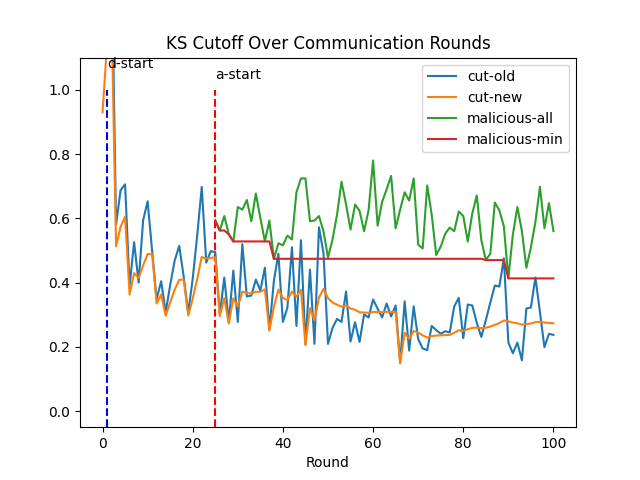 KS Cutoff Over Communication Rounds
d-start
a-start
cut-old
cut-new
malicious-all
malicious-min
1.0
0.8
0.6
0.4
0.2
0.0
0 20 40 60 80 100
Round